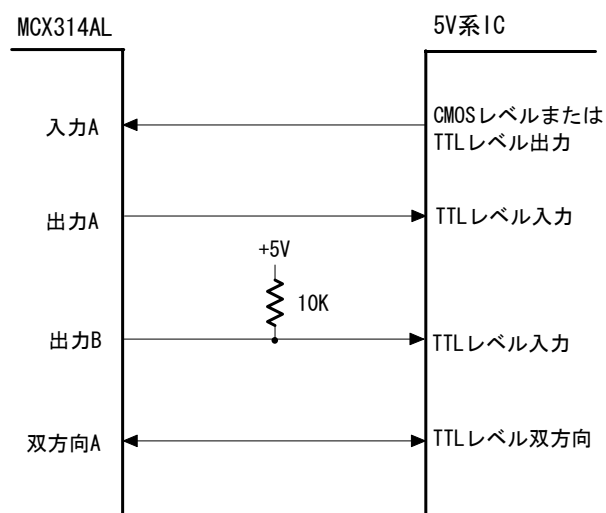 MCX314AL
5V系IC
入力A
CMOSレベルまたは
TTLレベル出力
出力A
TTLレベル入力
+5V
10K
出力B
TTLレベル入力
双方向A
TTLレベル双方向